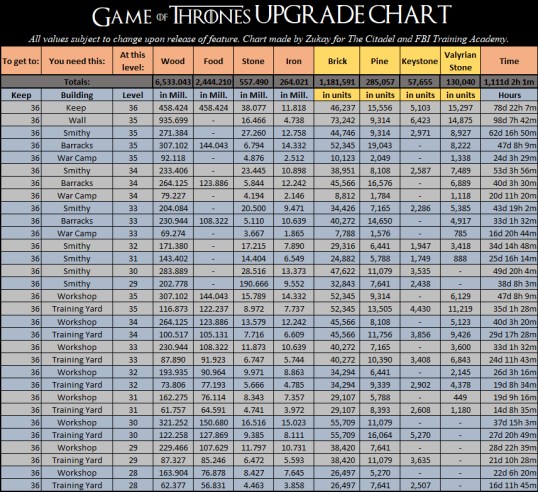 GAME OF THRONES UPGRADE CHART
All values subject to change upon release of feature. Chart made by Zukay for The Citadel and FBI Training Academy.
To get to: You need this: At this level: Wood Food Stone Iron Brick Pine Keystone Valyrian Stone Time
Totals: 6,533.043 2,444.210 557.490 264.021 1,181,591 285,057 57,655 130,040 1,111d 2h 1m
Keep Building Level in Mill. in Mill. in Mill. in Mill. in units in units in units in units Hours
36 Keep 36 458.424 458.424 38.077 11.818 46,237 15,556 5,103 15,297 78d 22h 7m
36 Wall 35 935.699 - 16.466 4.738 73,242 9,314 6,423 14,875 98d 7h 42m
36 Smithy 35 271.384 - 27.260 12.758 44,746 9,314 2,971 8,927 62d 16h 50m
36 Barracks 35 307.102 144.043 6.794 14.332 52,345 19,043 - 8,222 47d 8h 9m
36 War Camp 35 92.118 - 4.876 2.512 10,123 2,049 - 1,338 24d 3h 29m
36 Smithy 34 233.406 - 23.445 10.898 38,951 8,108 2,587 7,489 53d 3h 56m
36 Barracks 34 264.125 123.886 5.844 12.242 45,566 16,576 - 6,889 40d 3h 30m
36 War Camp 34 79.227 - 4.194 2.146 8,812 1,784 - 1,118 20d 11h 20m
36 Smithy 33 204.084 - 20.500 9.471 34,426 7,165 2,286 5,385 43d 19h 2m
36 Barracks 33 230.944 108.322 5.110 10.639 40,272 14,650 - 4,917 33d 1h 32m
36 War Camp 33 69.274 - 3.667 1.865 7,788 1,576 - 785 16d 20h 44m
36 Smithy 32 171.380 - 17.215 7.890 29,316 6,441 1,947 3,418 34d 14h 48m
36 Smithy 31 143.402 - 14.404 6.549 24,882 5,788 1,749 888 25d 16h 14m
36 Smithy 30 283.889 - 28.516 13.373 47,622 11,079 3,535 - 49d 20h 4m
36 Smithy 29 202.778 - 190.666 9.552 32,843 7,641 2,438 - 38d 8h 3m
36 Workshop 35 307.102 144.043 15.789 14.332 52,345 9,314 - 6,129 47d 8h 9m
36 Training Yard 35 116.873 122.237 8.972 7.737 52,325 13,505 4,430 11,219 35d 1h 28m
36 Workshop 34 264.125 123.886 13.579 12.242 45,566 8,108 - 5,123 40d 3h 20m
36 Training Yard 34 100.517 105.131 7.716 6.609 45,566 11,756 3,856 9,426 29d 17h 28m
36 Workshop 33 230.944 108.322 11.873 10.639 40,272 7,165 - 3,600 33d 1h 32m
36 Training Yard 33 87.890 91.923 6.747 5.744 40,272 10,390 3,408 6,843 24d 11h 43m
36 Workshop 32 193.935 90.964 9.971 8.863 34,294 6,441 - 2,145 26d 3h 16m
36 Training Yard 32 73.806 77.193 5.666 4.785 34,294 9,339 2,902 4,378 19d 8h 34m
36 Workshop 31 162.275 76.114 8.343 7.357 29,107 5,788 - 449 19d 9h 16m
36 Training Yard 31 61.757 64.591 4.741 3.972 29,107 8,393 2,608 1,180 14d 8h 35m
36 Workshop 30 321.252 150.680 16.516 15.023 55,709 11,079 - - 37d 15h 3m
36 Training Yard 30 122.258 127.869 9.385 8.111 55,709 16,064 5,270 - 27d 20h 49m
36 Workshop 29 229.466 107.629 11.797 10.731 38,420 7,641 - - 28d 22h 39m
36 Training Yard 29 87.327 85.246 6.472 5.593 38,420 11,079 3,635 - 21d 10h 28m
36 Workshop 28 163.904 76.878 8.427 7.645 26,497 5,270 - - 22d 6h 20m
36 Training Yard 28 62.377 56.831 4.463 3.858 26,497 7,641 2,507 - 16d 11h 45m